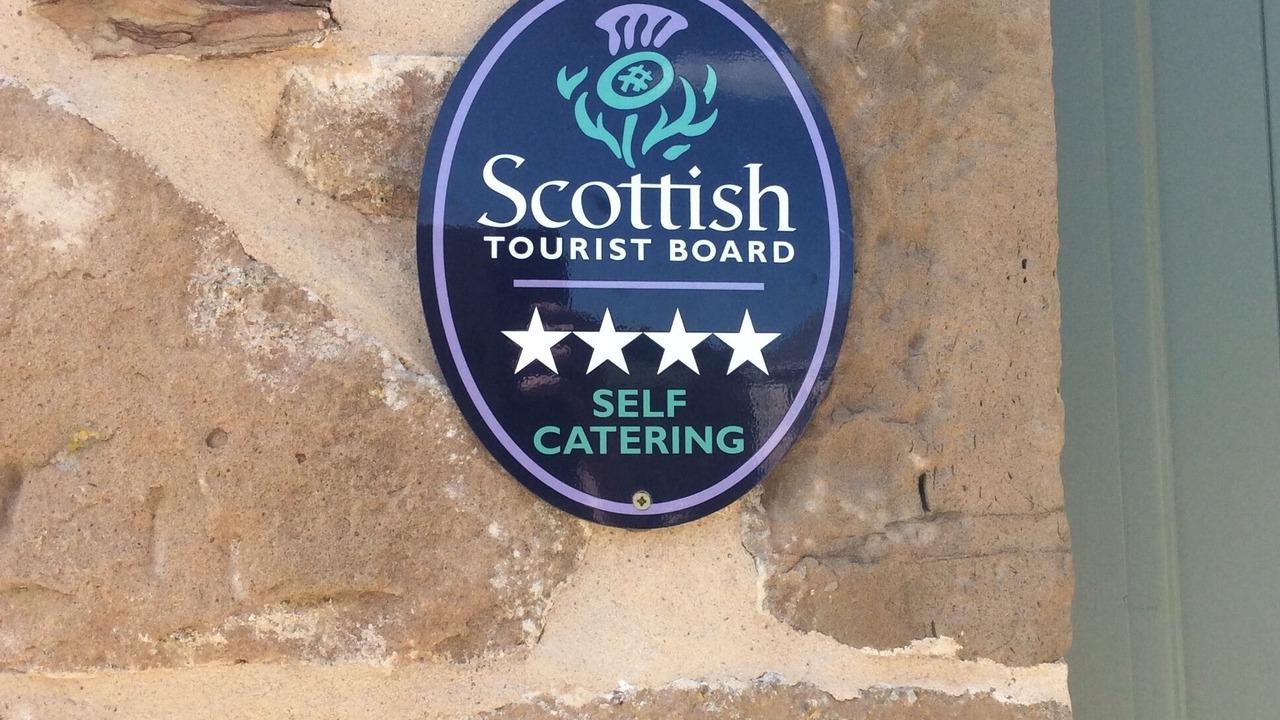 Scottish
TOURIST BOARD
SELF
CATERING